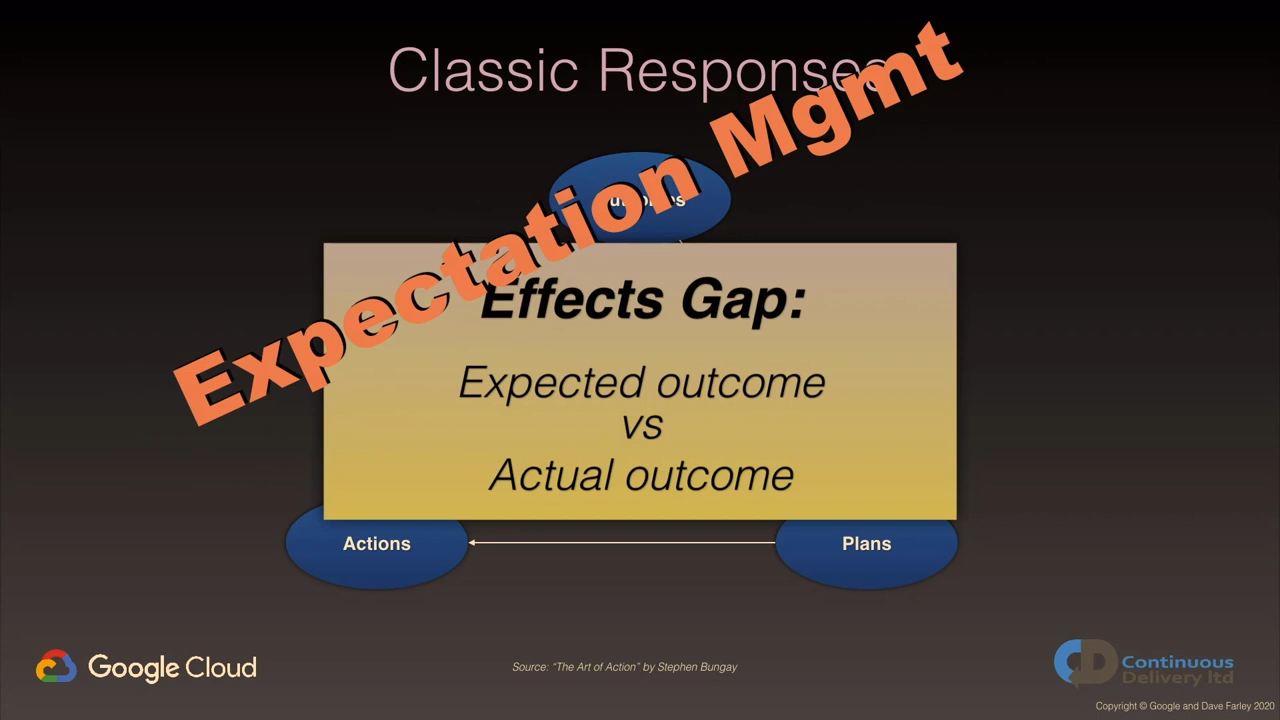 Classic Responses
Expectation Mgmt
Effects Gap:
Expected outcome
vs
Actual outcome
Actions
Plans
Google Cloud
Source: "The Art of Action" by Stephen Bungay
CD
Continuous
Delivery ltd
Copyright © Google and Dave Farley 2020